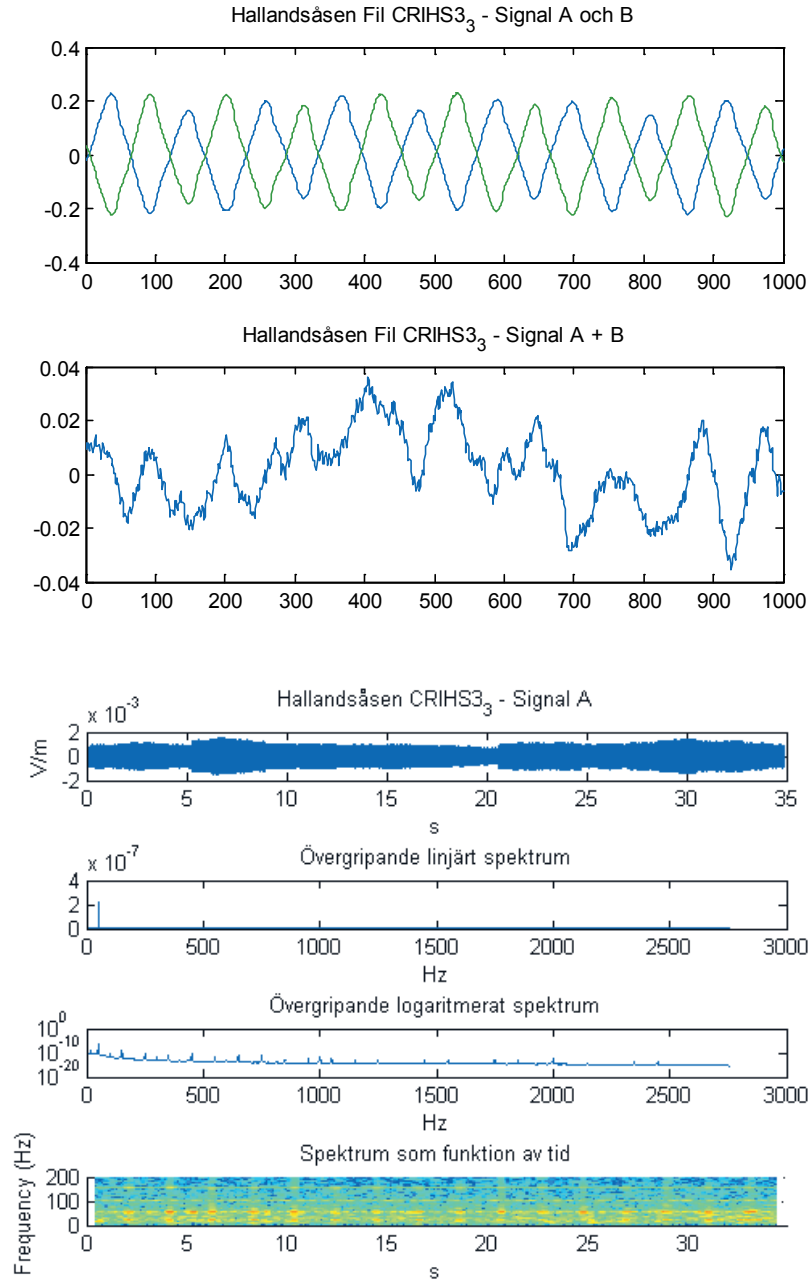 Hallandsåsen Fil CRIHS3₃ - Signal A och B
0.4
0.2
0
-0.2
-0.4
0 100 200 300 400 500 600 700 800 900 1000
Hallandsåsen Fil CRIHS3₃ - Signal A + B
0.04
0.02
0
-0.02
-0.04
0 100 200 300 400 500 600 700 800 900 1000
Hallandsåsen CRIHS3₃ - Signal A
x 10⁻³
V/m
2
0
-2
0 5 10 15 20 25 30 35
s
Övergripande linjärt spektrum
x 10⁻⁷
4
2
0
0 500 1000 1500 2000 2500 3000
Hz
Övergripande logaritmerat spektrum
10⁰
10⁻¹⁰
10⁻²⁰
0 500 1000 1500 2000 2500 3000
Hz
Spektrum som funktion av tid
Frequency (Hz)
200
100
0
0 5 10 15 20 25 30
s